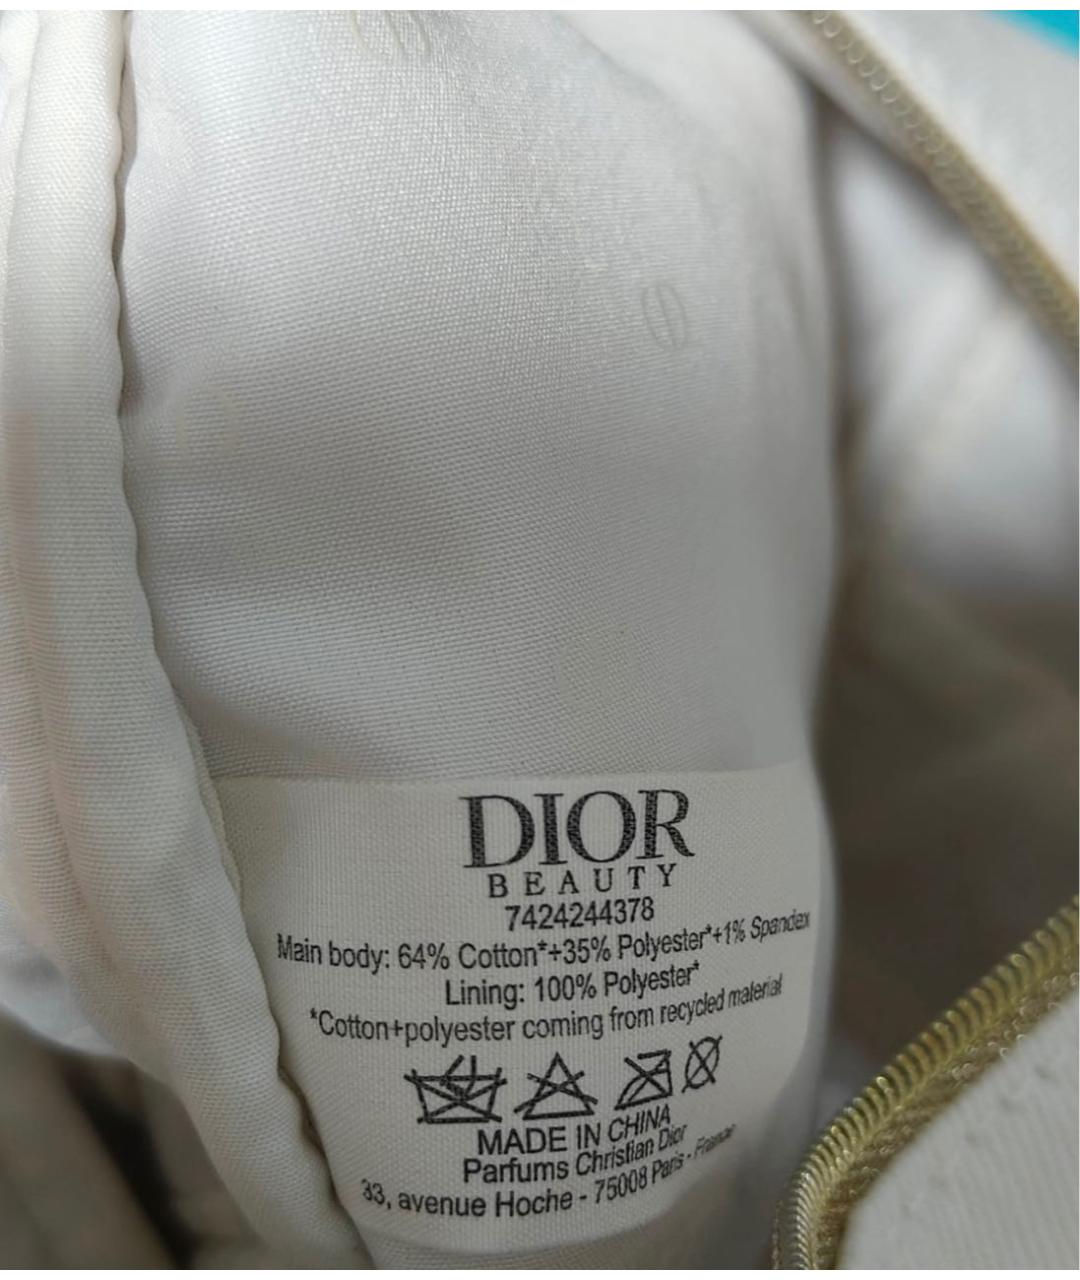 DIOR
BEAUTY
7424244378
Main body: 64% Cotton*+35% Polyester*+1% Spandex
Lining: 100% Polyester*
*Cotton+polyester coming from recycled material
MADE IN CHINA
Parfums Christian Dior
33, avenue Hoche - 75008 Paris - France